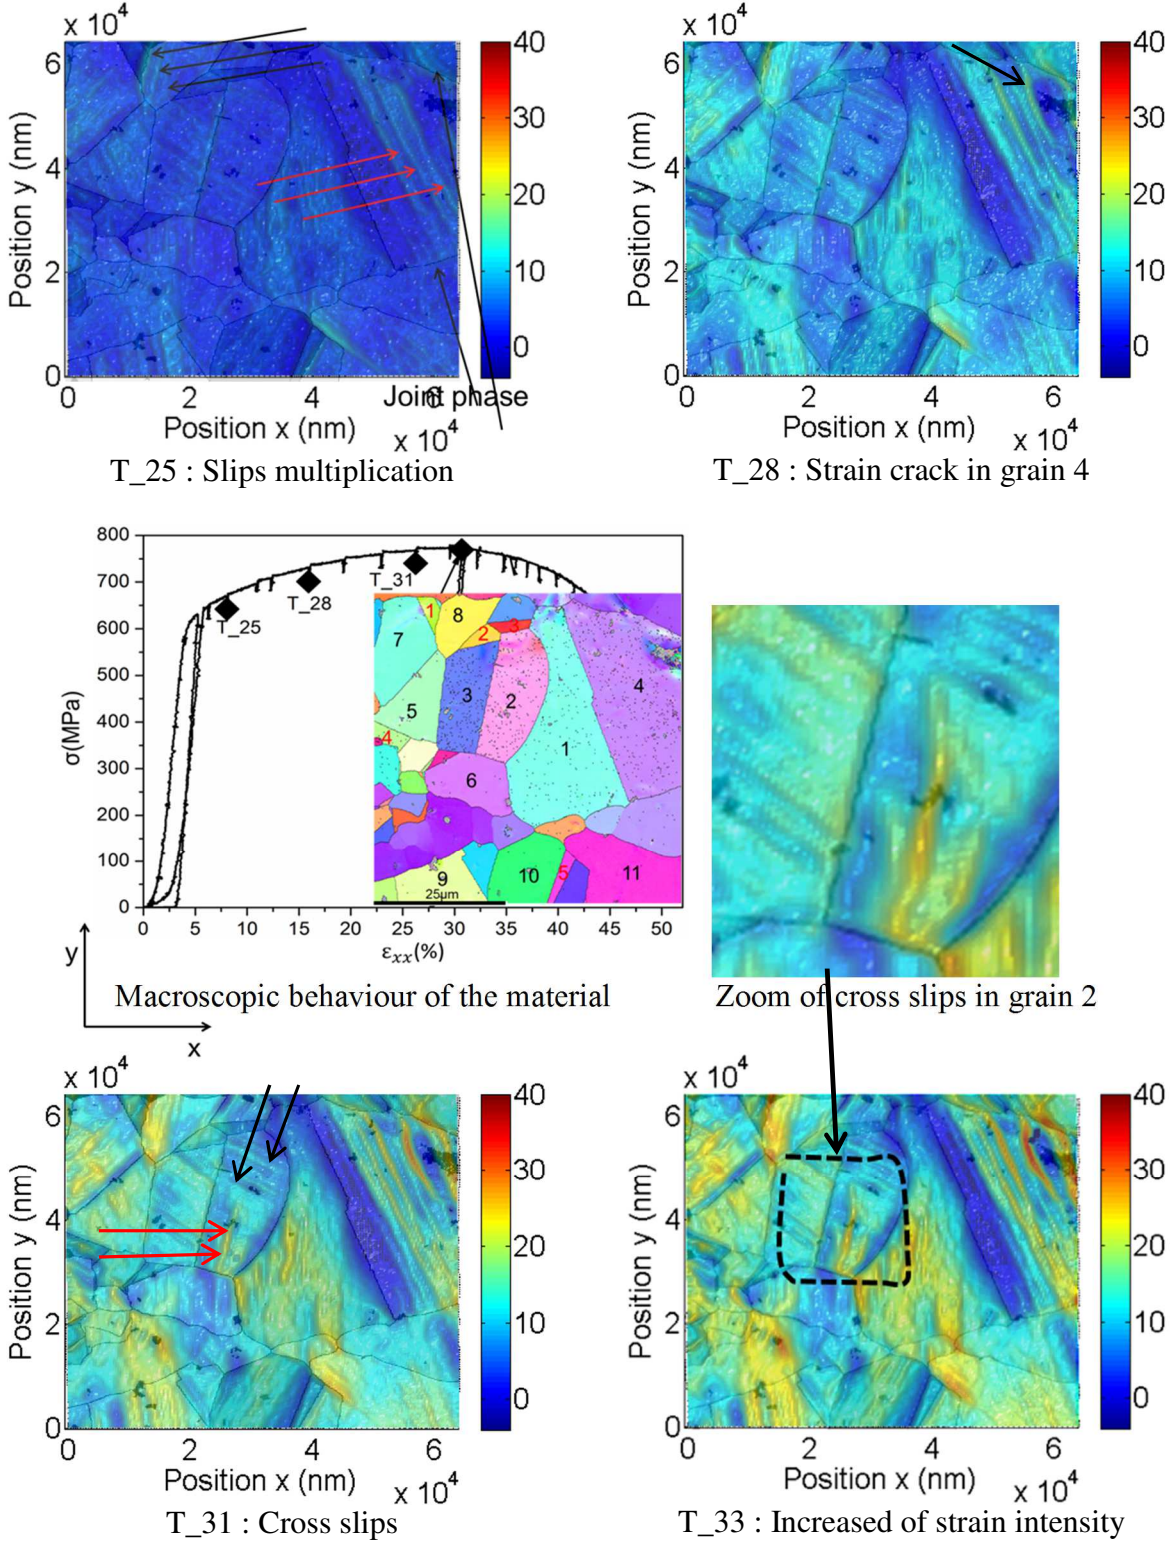 x 10⁴
40
30
20
10
0
6
4
2
0
Position y (nm)
0
2
4
6
Joint phase
Position x (nm)
x 10⁴
T_25 : Slips multiplication
x 10⁴
40
30
20
10
0
6
4
2
0
Position y (nm)
0
2
4
6
Position x (nm)
x 10⁴
T_28 : Strain crack in grain 4
800
700
600
500
400
300
200
100
0
σ(MPa)
T_25
T_28
T_31
1
8
7
2
3
3
2
4
5
1
4
6
9
10
5
11
25µm
0
5
10
15
20
25
30
35
40
45
50
εxx(%)
y
x
Macroscopic behaviour of the material
Zoom of cross slips in grain 2
x 10⁴
40
30
20
10
0
6
4
2
0
Position y (nm)
0
2
4
6
Position x (nm)
x 10⁴
T_31 : Cross slips
x 10⁴
40
30
20
10
0
6
4
2
0
Position y (nm)
0
2
4
6
Position x (nm)
x 10⁴
T_33 : Increased of strain intensity